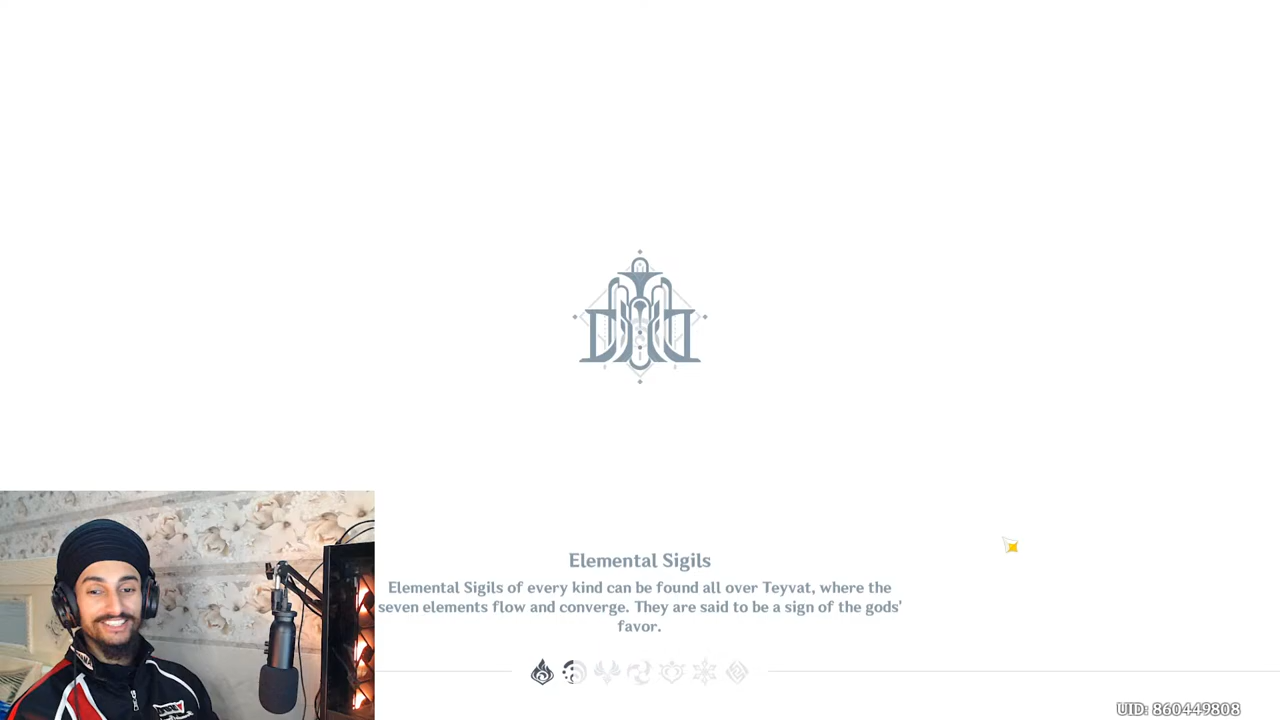 Elemental Sigils
Elemental Sigils of every kind can be found all over Teyvat, where the
seven elements flow and converge. They are said to be a sign of the gods'
favor.
UID: 860449808